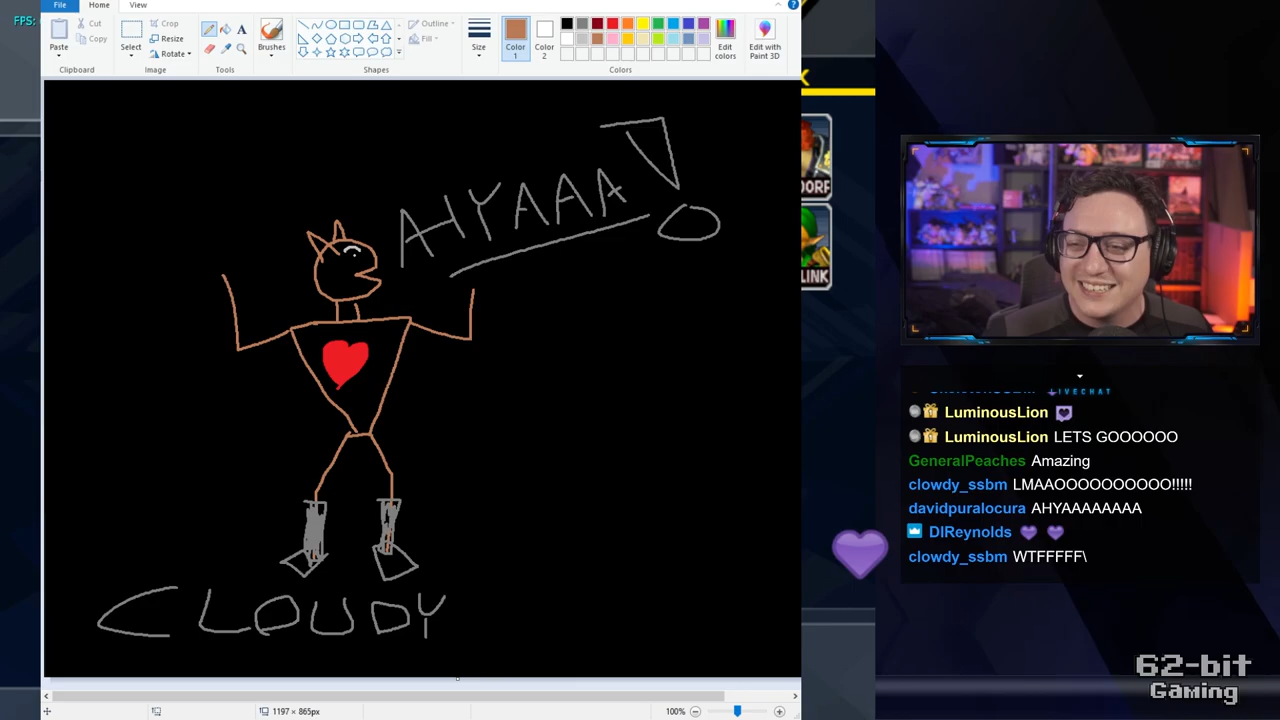 FPS:
File
Home
View
Paste
Cut
Copy
Select
Crop
Resize
Rotate
Brushes
Outline
Fill
Size
Color 1
Color 2
Edit colors
Edit with Paint 3D
Clipboard
Image
Tools
Shapes
Colors
AHYAAA!
CLOUDY
1197 × 865px
100%
LINK
LIVECHAT
LuminousLion
LuminousLion LETS GOOOOOO
GeneralPeaches Amazing
clowdy_ssbm LMAAOOOOOOOOOO!!!!!
davidpuralocura AHYAAAAAAAA
DIReynolds
clowdy_ssbm WTFFFFF\
62-bit
Gaming